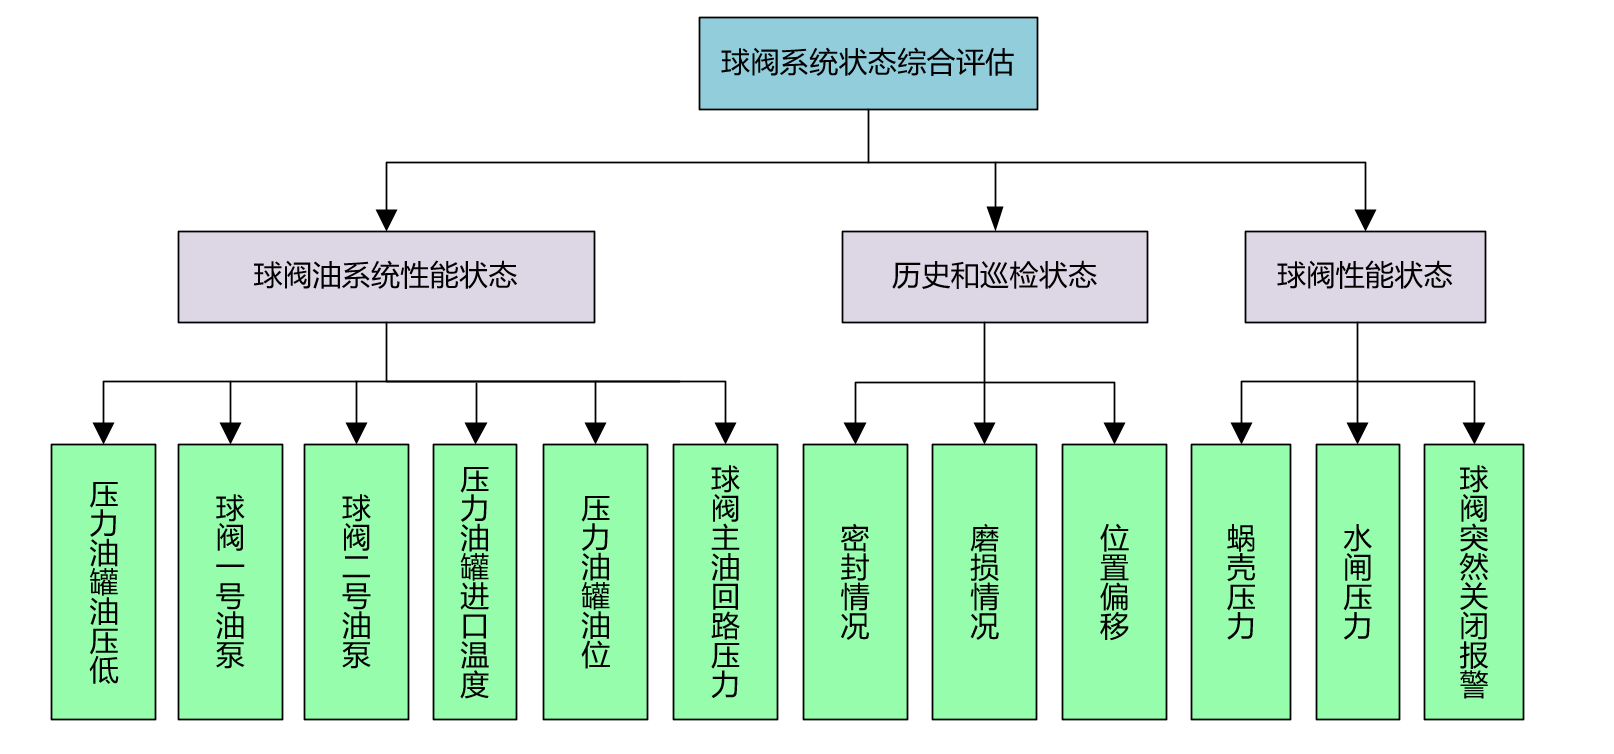 球阀系统状态综合评估
球阀油系统性能状态
历史和巡检状态
球阀性能状态
压力油罐油压低
球阀一号油泵
球阀二号油泵
压力油罐进口温度
压力油罐油位
球阀主油回路压力
密封情况
磨损情况
位置偏移
蜗壳压力
水闸压力
球阀突然关闭报警